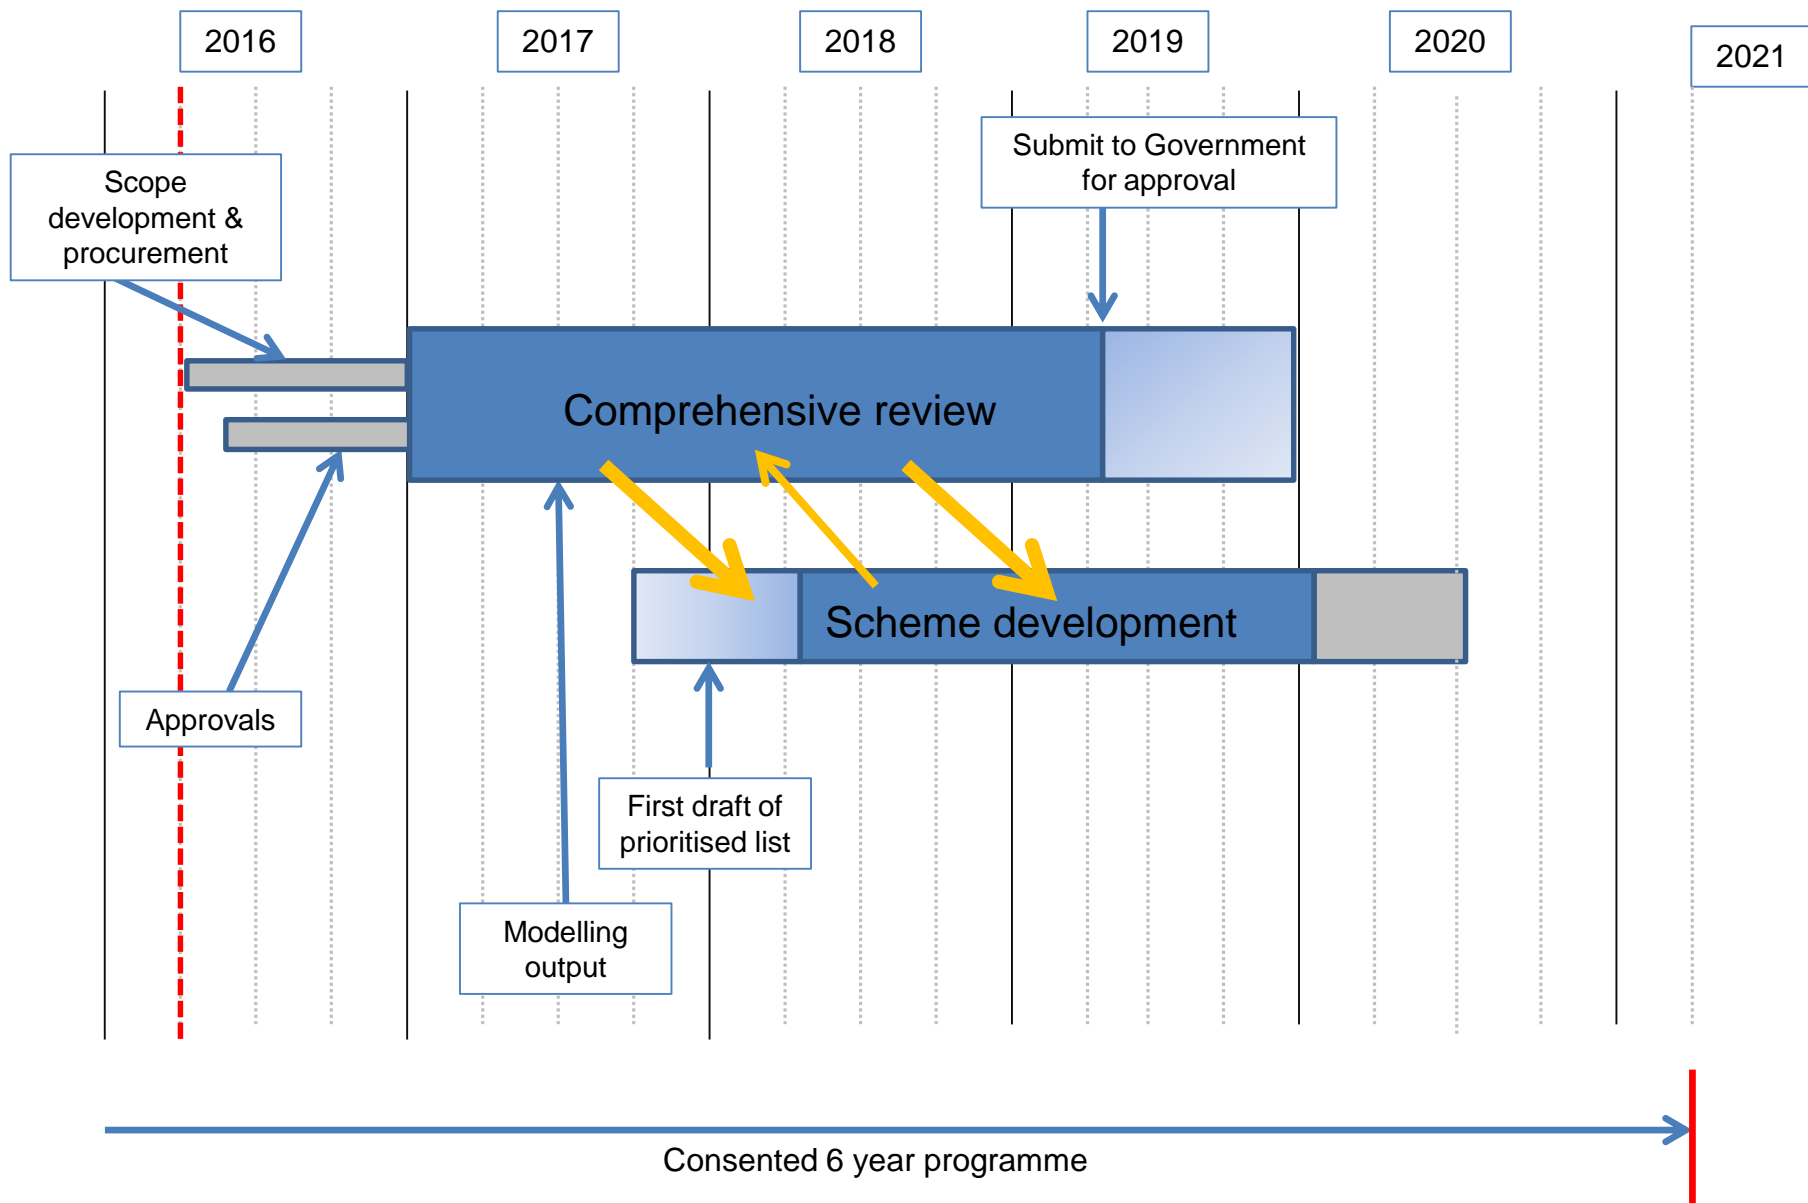 2016
2017
2018
2019
2020
2021
Submit to Government
for approval
Scope
development &
procurement
Comprehensive review
Scheme development
Approvals
First draft of
prioritised list
Modelling
output
Consented 6 year programme